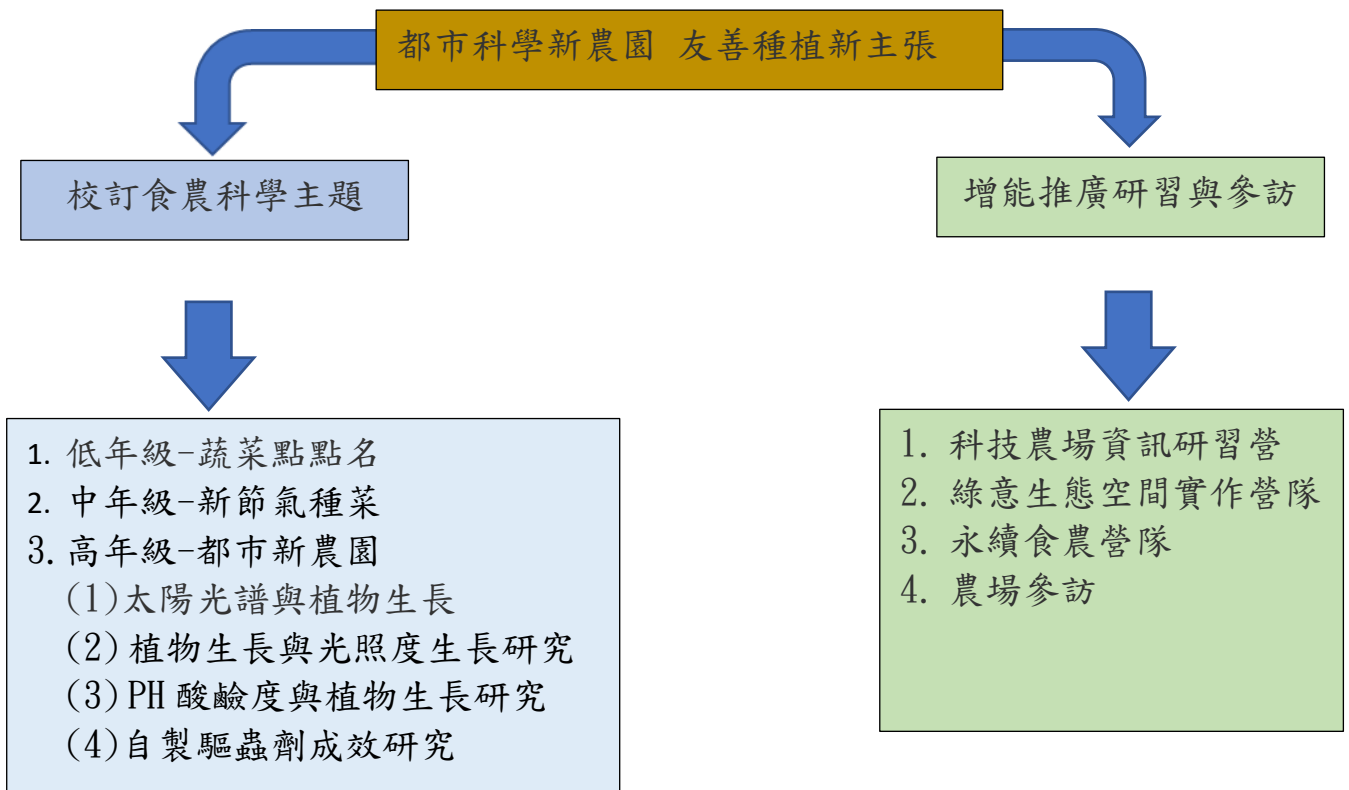 都市科學新農園 友善種植新主張
校訂食農科學主題
增能推廣研習與參訪
1. 低年級-蔬菜點點名
2. 中年級-新節氣種菜
3. 高年級-都市新農園
(1)太陽光譜與植物生長
(2)植物生長與光照度生長研究
(3)PH 酸鹼度與植物生長研究
(4)自製驅蟲劑成效研究
1. 科技農場資訊研習營
2. 綠意生態空間實作營隊
3. 永續食農營隊
4. 農場參訪